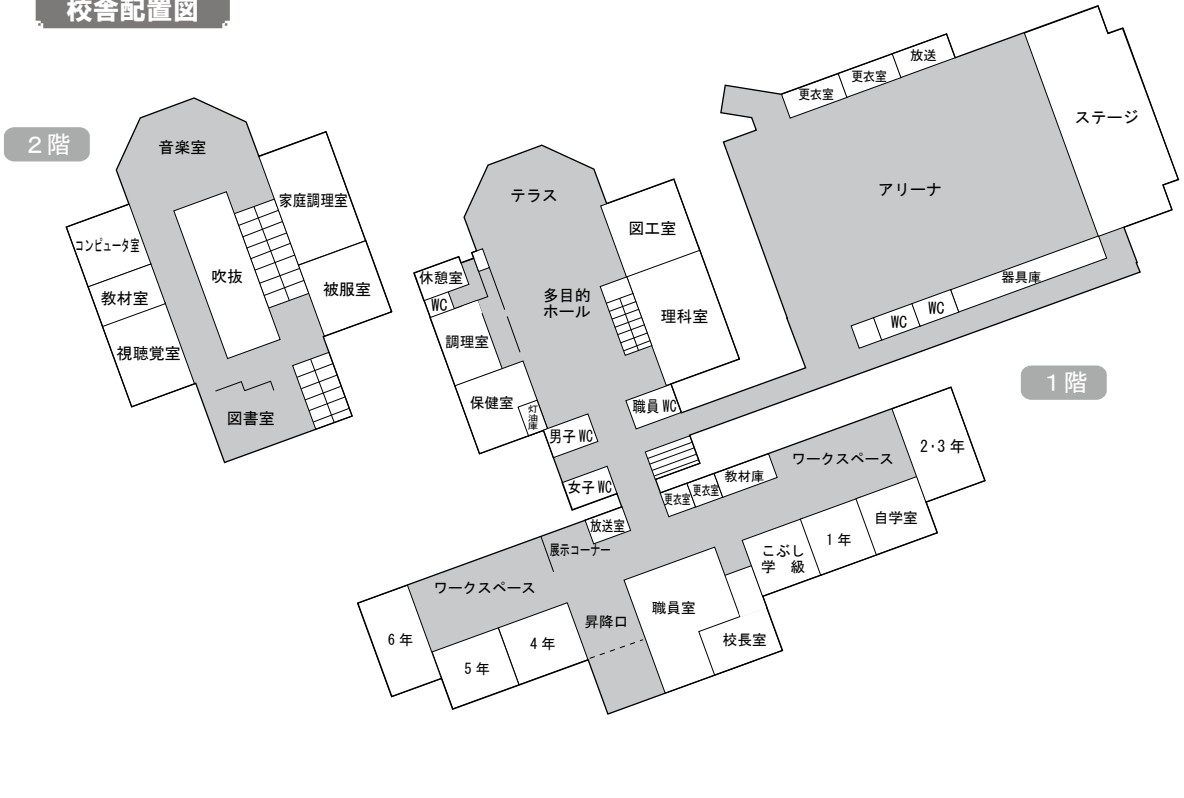 校舎配置図
2階
音楽室
家庭調理室
コンピュータ室
吹抜
被服室
教材室
視聴覚室
図書室
1階
放送
更衣室
更衣室
ステージ
アリーナ
器具庫
WC
WC
テラス
図工室
休憩室
WC
多目的
ホール
理科室
調理室
保健室
灯油庫
職員WC
男子WC
女子WC
放送室
更衣室
更衣室
教材庫
ワークスペース
2・3年
自学室
1年
こぶし
学 級
展示コーナー
ワークスペース
昇降口
職員室
校長室
6年
5年
4年